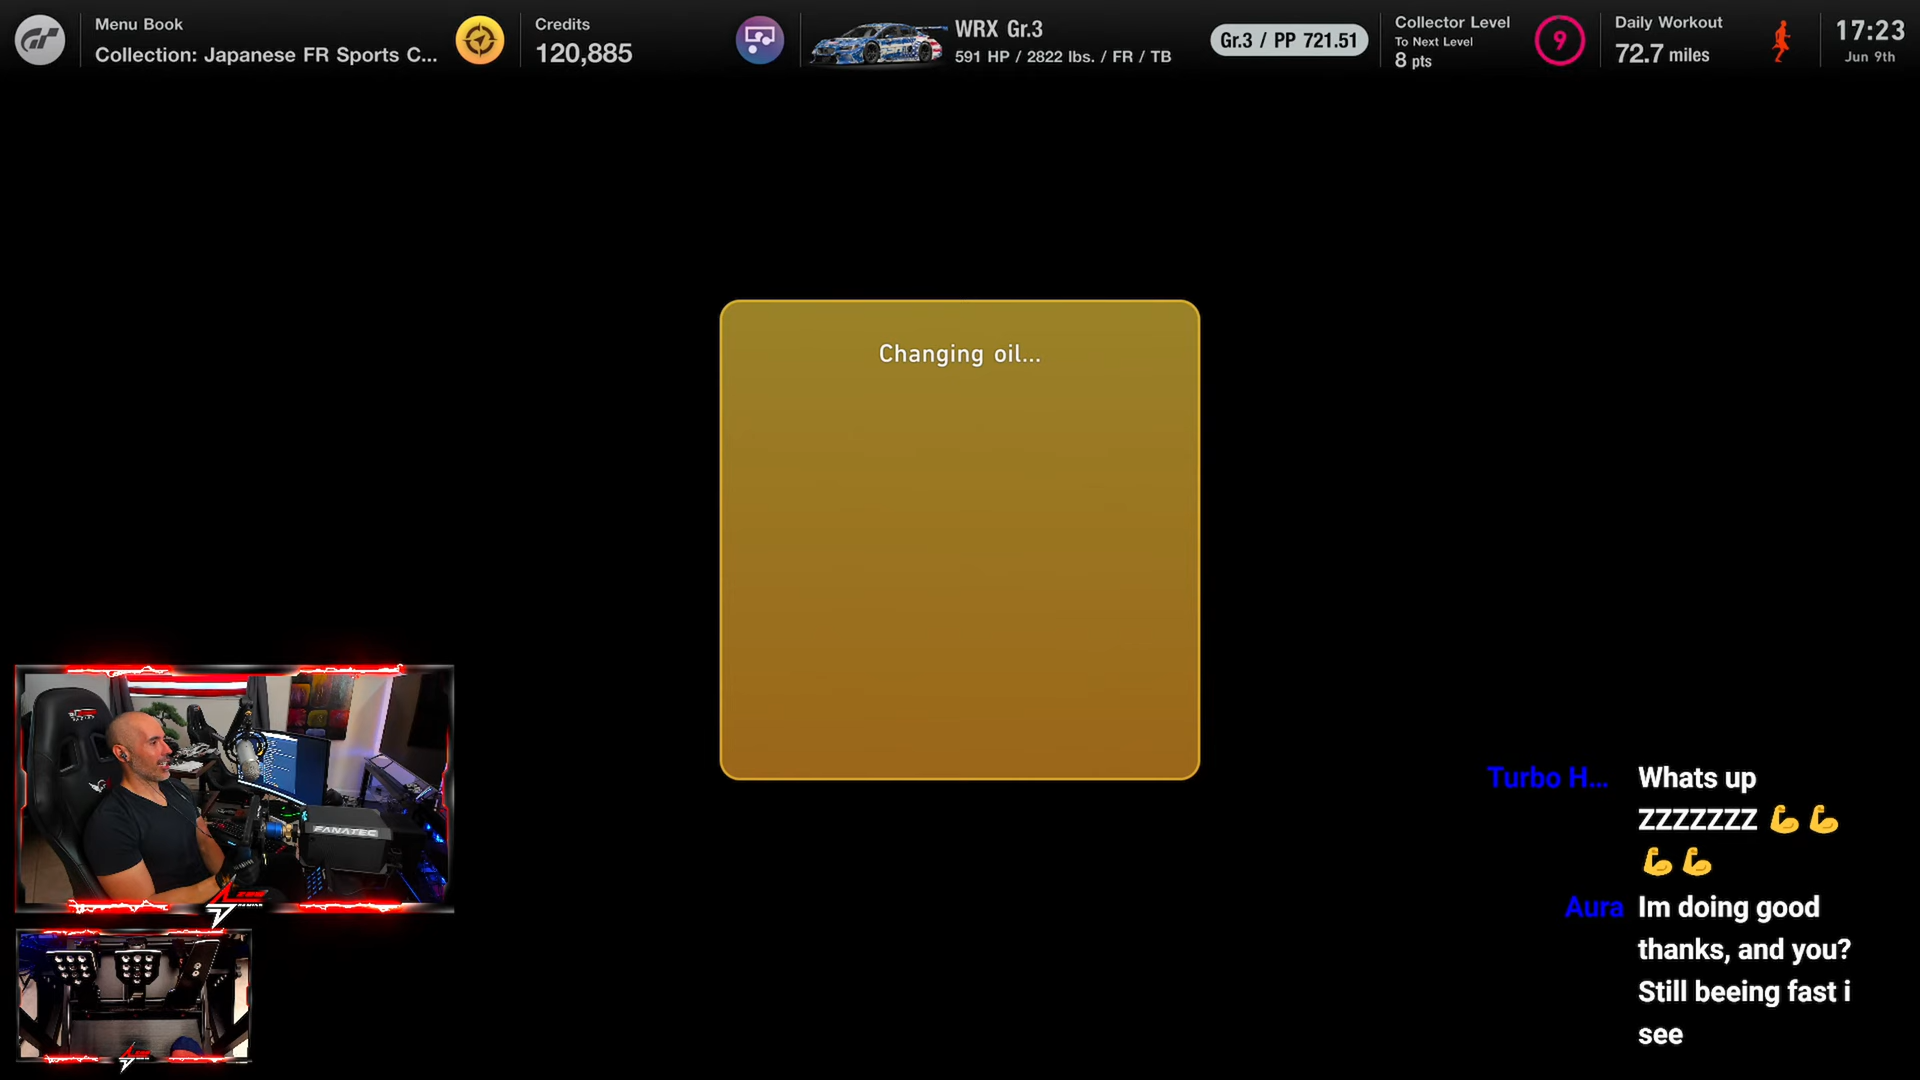 Menu Book
Collection: Japanese FR Sports C...
Credits
120,885
WRX Gr.3
591 HP / 2822 lbs. / FR / TB
Gr.3 / PP 721.51
Collector Level
To Next Level
8 pts
9
Daily Workout
72.7 miles
17:23
Jun 9th
Changing oil...
FANATEC
Turbo H... Whats up
ZZZZZZZ 💪 💪
💪 💪
Aura Im doing good
thanks, and you?
Still beeing fast i
see